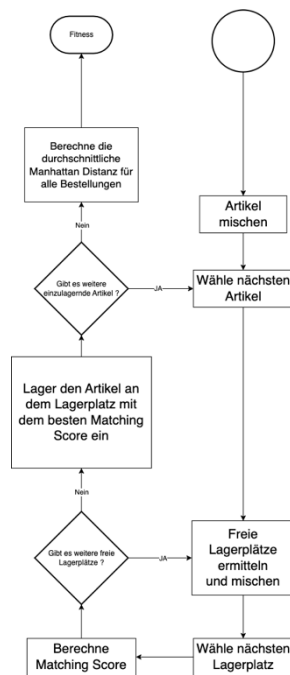 Fitness
Berechne die
durchschnittliche
Manhattan Distanz für
alle Bestellungen
Artikel
mischen
Nein
Gibt es weitere
einzulagernde Artikel ?
JA
Wähle nächsten
Artikel
Lager den Artikel an
dem Lagerplatz mit
dem besten Matching
Score ein
Nein
Gibt es weitere freie
Lagerplätze ?
JA
Freie
Lagerplätze
ermitteln
und mischen
Berechne
Matching Score
Wähle nächsten
Lagerplatz